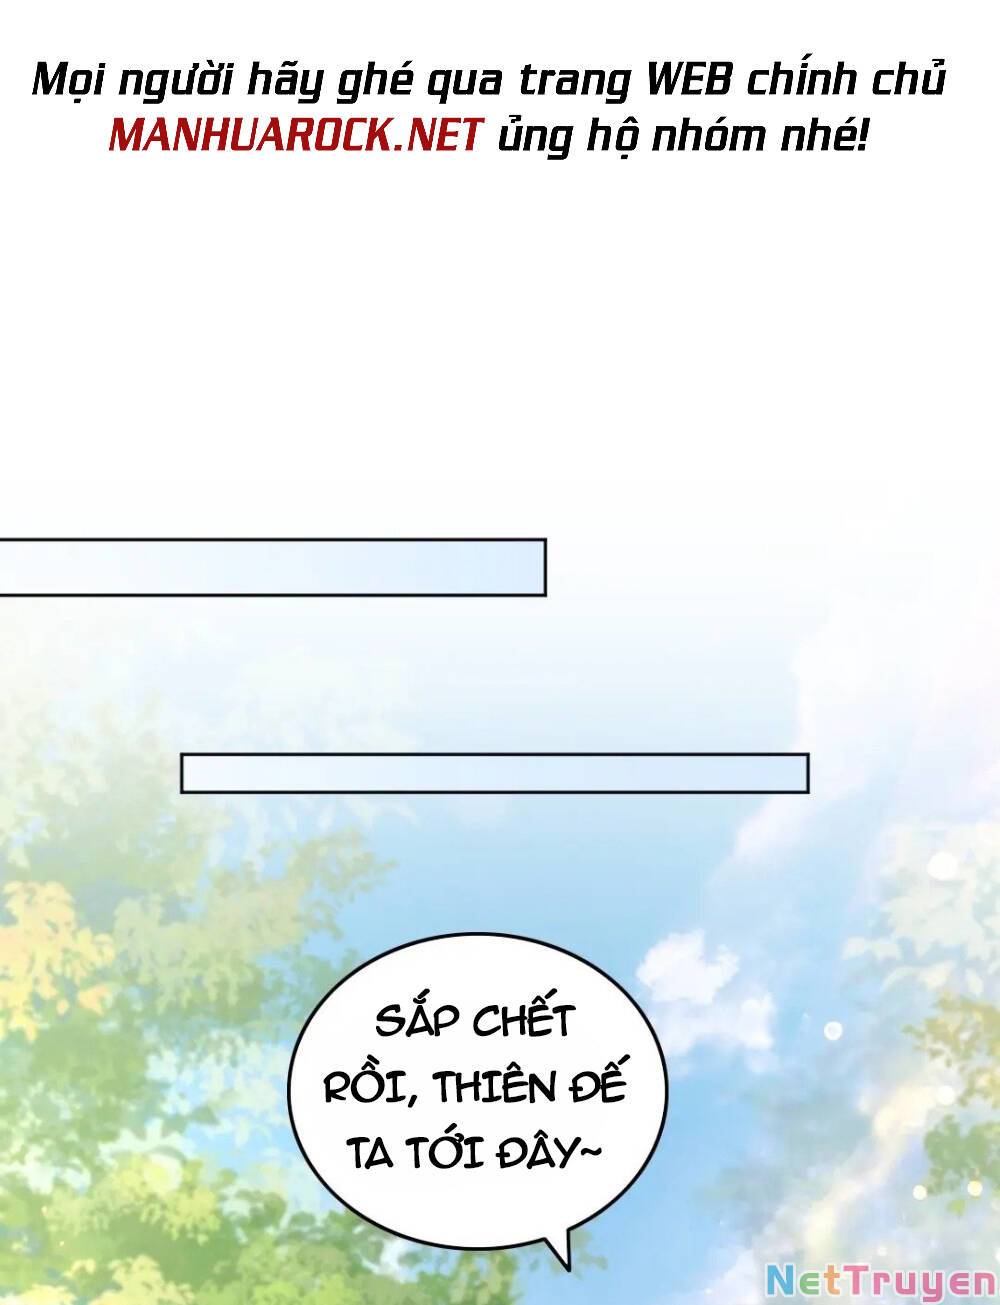 Mọi người hãy ghé qua trang WEB chính chủ
MANHUAROCK.NET ủng hộ nhóm nhé!
SẮP CHẾT
RỒI, THIÊN ĐẾ
TA TỚI ĐÂY~
NetTruyen